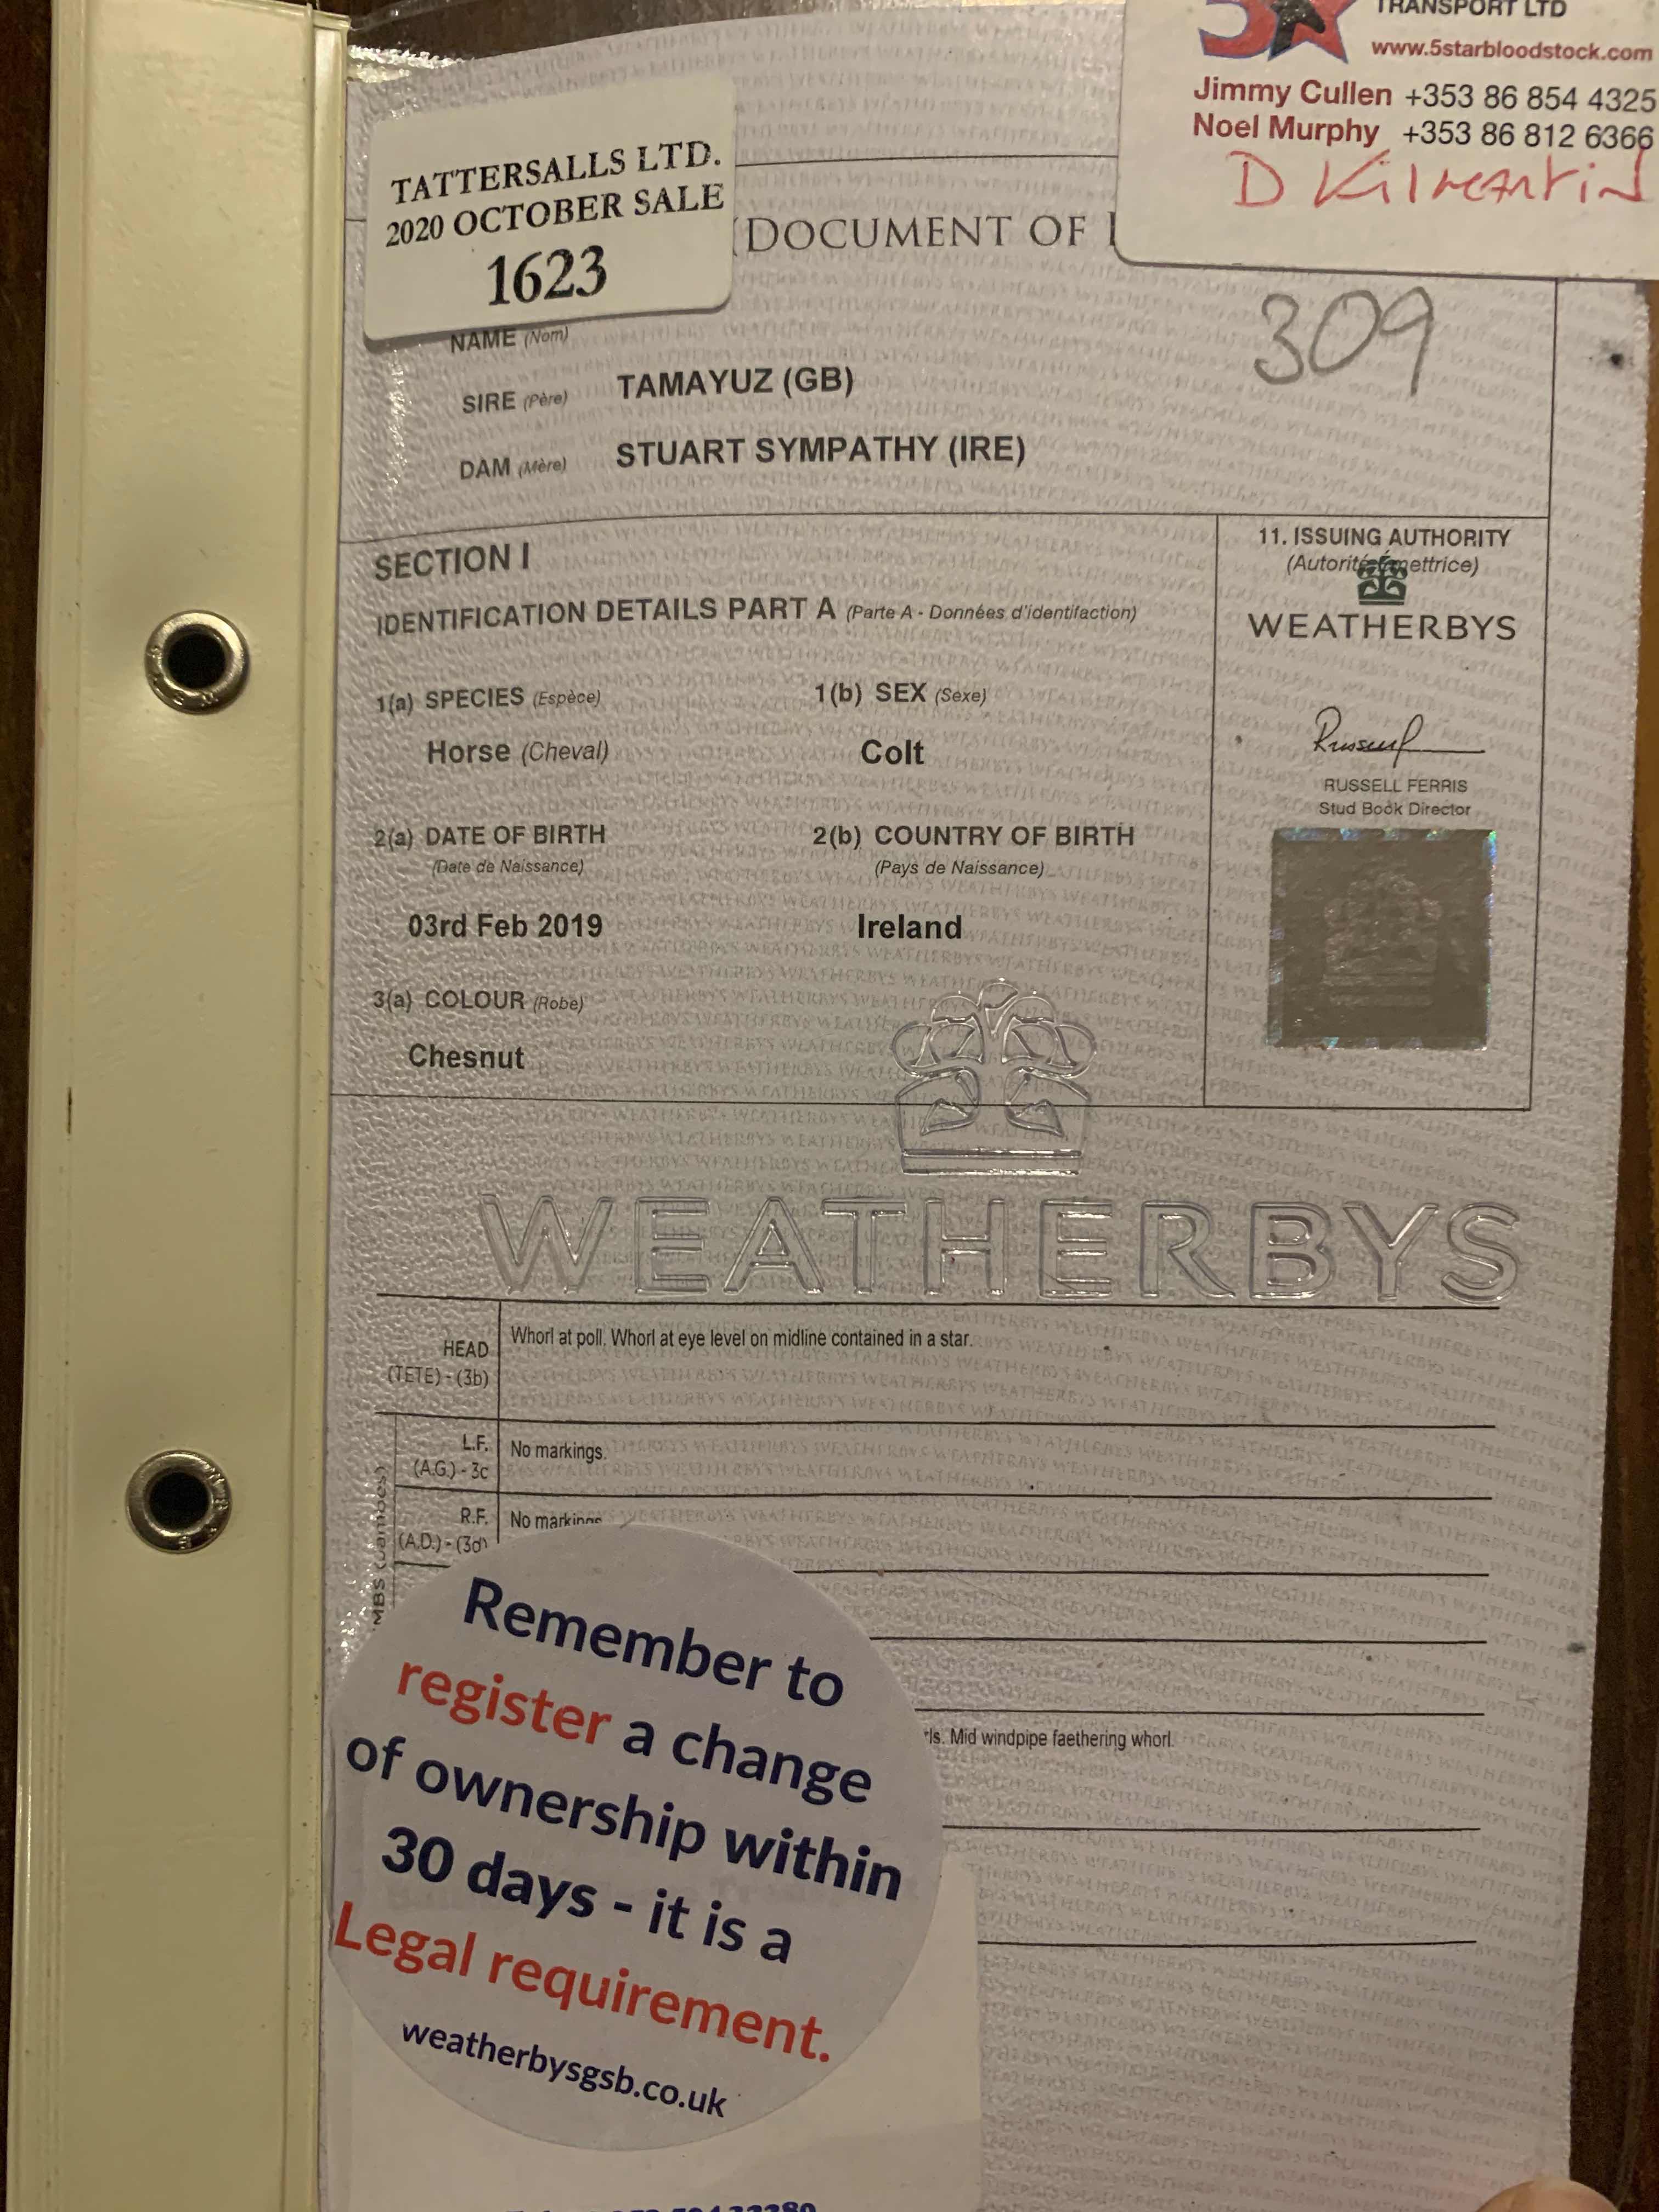 TRANSPORT LTD
www.5starbloodstock.com
Jimmy Cullen +353 86 854 4325
Noel Murphy +353 86 812 6366
D Kilmartin
TATTERSALLS LTD.
2020 OCTOBER SALE
1623
(DOCUMENT OF
309
NAME (Nom)
SIRE (Père) TAMAYUZ (GB)
DAM (Mère) STUART SYMPATHY (IRE)
SECTION I
IDENTIFICATION DETAILS PART A (Parte A - Données d'identifaction)
1(a) SPECIES (Espèce) 1(b) SEX (Sexe)
Horse (Cheval) Colt
2(a) DATE OF BIRTH 2(b) COUNTRY OF BIRTH
(Date de Naissance) (Pays de Naissance)
03rd Feb 2019 Ireland
3(a) COLOUR (Robe)
Chesnut
11. ISSUING AUTHORITY
(Autorité émettrice)
WEATHERBYS
RUSSELL FERRIS
Stud Book Director
WEATHERBYS
HEAD Whorl at poll. Whorl at eye level on midline contained in a star.
(TETE) - (3b)
L.F. No markings.
(A.G.) - 3c
R.F. No markings
(A.D.) - (3d)
Mid windpipe faethering whorl.
Remember to
register a change
of ownership within
30 days - it is a
Legal requirement.
weatherbysgsb.co.uk